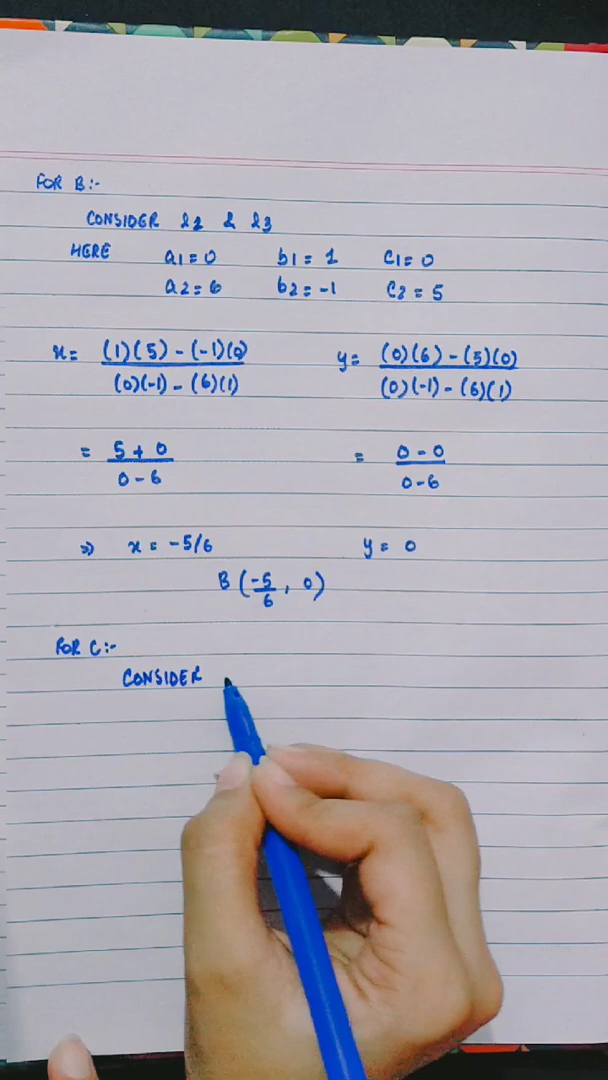 FOR B:-
CONSIDER l2 & l3
HERE a1=0 b1= 1 C1=0
a2=6 b2=-1 C2=5
x= (1)(5)-(-1)(0) / (0)(-1)-(6)(1) y= (0)(6)-(5)(0) / (0)(-1)-(6)(1)
= 5+0 / 0-6 = 0-0 / 0-6
⇒ x = -5/6 y= 0
B (-5/6, 0)
FOR C:-
CONSIDER